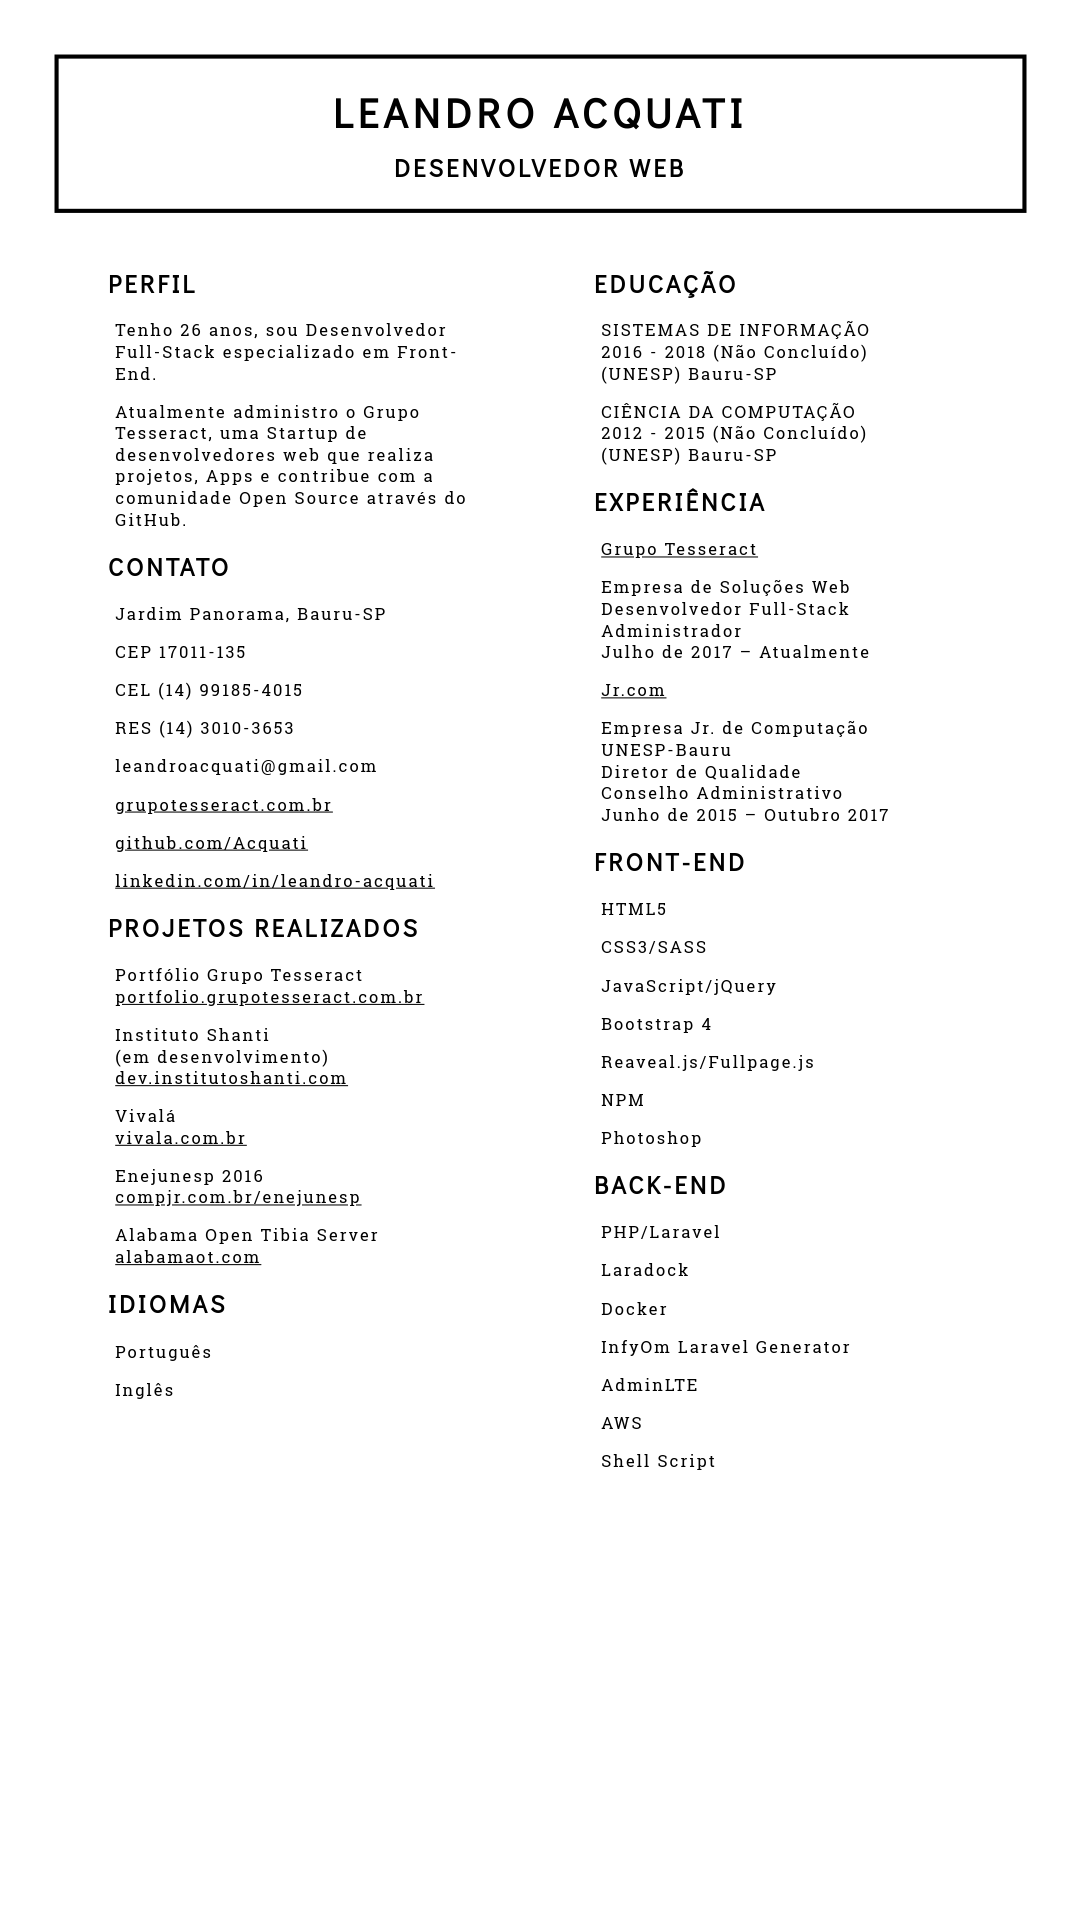 LEANDRO ACQUATI
DESENVOLVEDOR WEB
PERFIL
Tenho 26 anos, sou Desenvolvedor
Full-Stack especializado em Front-
End.
Atualmente administro o Grupo
Tesseract, uma Startup de
desenvolvedores web que realiza
projetos, Apps e contribue com a
comunidade Open Source através do
GitHub.
CONTATO
Jardim Panorama, Bauru-SP
CEP 17011-135
CEL (14) 99185-4015
RES (14) 3010-3653
leandroacquati@gmail.com
grupotesseract.com.br
github.com/Acquati
linkedin.com/in/leandro-acquati
PROJETOS REALIZADOS
Portfólio Grupo Tesseract
portfolio.grupotesseract.com.br
Instituto Shanti
(em desenvolvimento)
dev.institutoshanti.com
Vivalá
vivala.com.br
Enejunesp 2016
compjr.com.br/enejunesp
Alabama Open Tibia Server
alabamaot.com
IDIOMAS
Português
Inglês
EDUCAÇÃO
SISTEMAS DE INFORMAÇÃO
2016 - 2018 (Não Concluído)
(UNESP) Bauru-SP
CIÊNCIA DA COMPUTAÇÃO
2012 - 2015 (Não Concluído)
(UNESP) Bauru-SP
EXPERIÊNCIA
Grupo Tesseract
Empresa de Soluções Web
Desenvolvedor Full-Stack
Administrador
Julho de 2017 – Atualmente
Jr.com
Empresa Jr. de Computação
UNESP-Bauru
Diretor de Qualidade
Conselho Administrativo
Junho de 2015 – Outubro 2017
FRONT-END
HTML5
CSS3/SASS
JavaScript/jQuery
Bootstrap 4
Reaveal.js/Fullpage.js
NPM
Photoshop
BACK-END
PHP/Laravel
Laradock
Docker
InfyOm Laravel Generator
AdminLTE
AWS
Shell Script